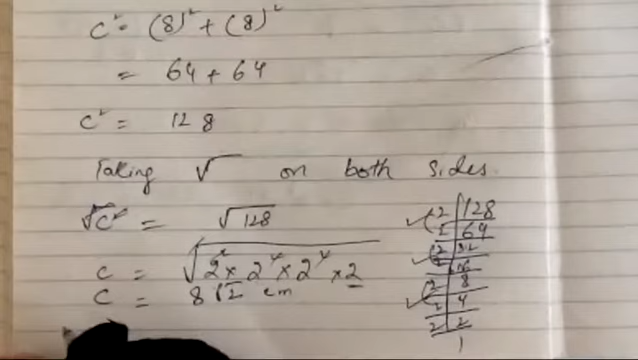 c² = (8)² + (8)²
= 64 + 64
c² = 128
Taking √ on both sides
√c² = √128
c = √2² × 2² × 2² × 2
c = 8√2 cm
2 | 128
2 | 64
2 | 32
2 | 16
2 | 8
2 | 4
2 | 2
1